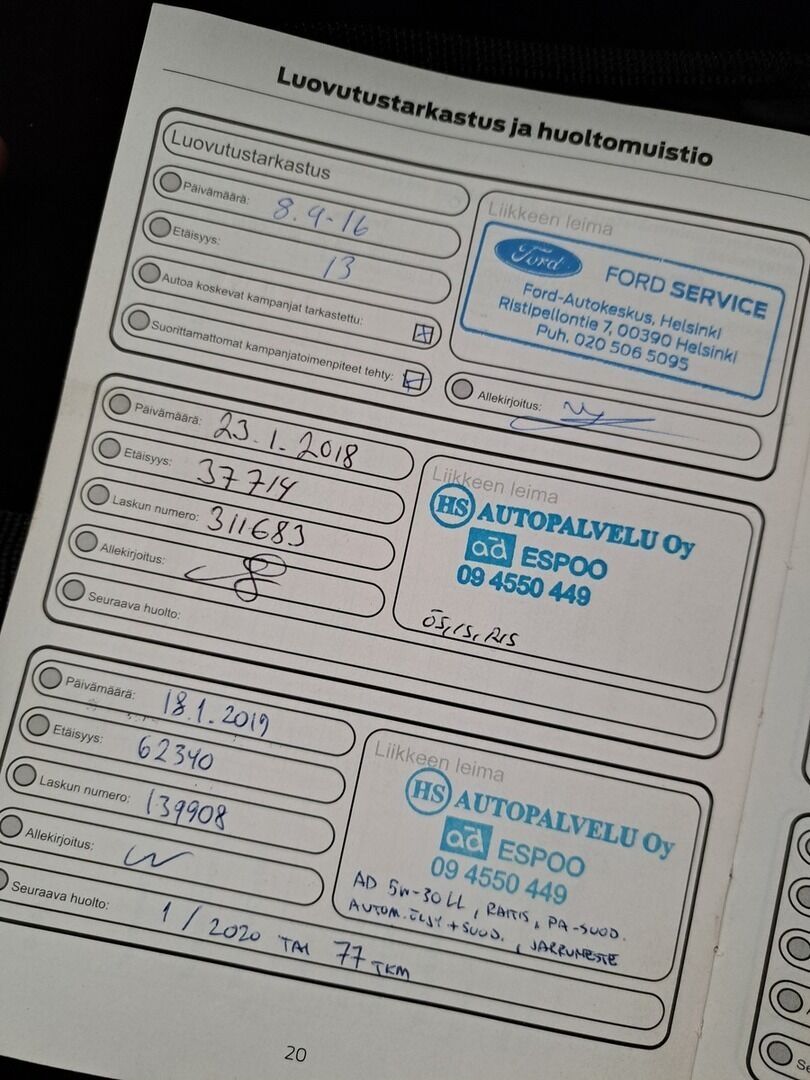 Luovutustarkastus ja huoltomuistio
Luovutustarkastus
Päivämäärä: 8.9-16
Etäisyys: 13
Autoa koskevat kampanjat tarkastettu:
Suorittamattomat kampanjatoimenpiteet tehty:
Liikkeen leima
Ford FORD SERVICE
Ford-Autokeskus, Helsinki
Ristipellontie 7, 00390 Helsinki
Puh. 020 506 5095
Allekirjoitus:
Päivämäärä: 23.1.2018
Etäisyys: 37714
Laskun numero: 311683
Allekirjoitus:
Seuraava huolto:
Liikkeen leima
HS AUTOPALVELU Oy
ad ESPOO
09 4550 449
ÖS, IS, RIS
Päivämäärä: 18.1.2019
Etäisyys: 62340
Laskun numero: 139908
Allekirjoitus:
Seuraava huolto: 1/2020 TAI 77 TKM
Liikkeen leima
HS AUTOPALVELU Oy
ad ESPOO
09 4550 449
AD 5W-30LL, RAITIS, PA-SUOD.
AUTOM.ÖLJY + SUOD., JARRUNESTE
20